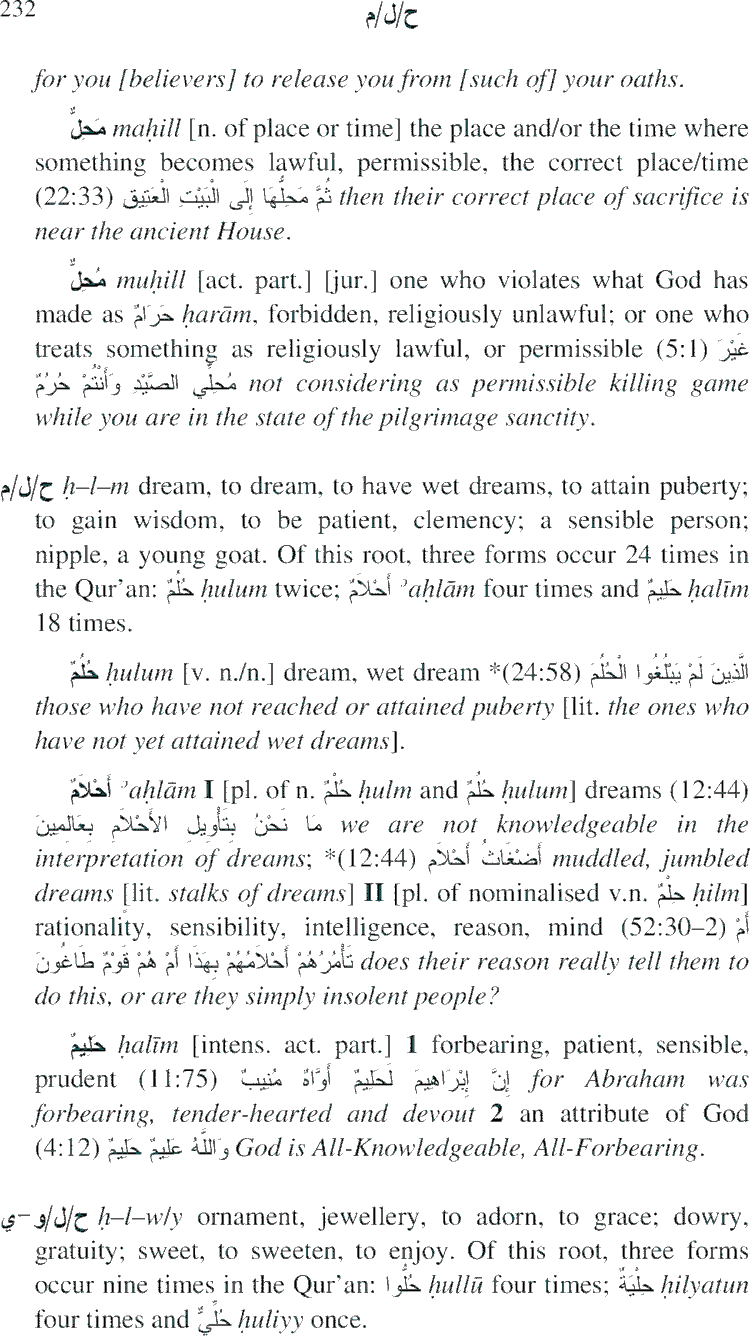 232
ح/ل/م
for you [believers] to release you from [such of] your oaths.
مَحِلٌّ maḥill [n. of place or time] the place and/or the time where
something becomes lawful, permissible, the correct place/time
(22:33) ثُمَّ مَحِلُّهَا إِلَى الْبَيْتِ الْعَتِيقِ then their correct place of sacrifice is
near the ancient House.
مُحِلٌّ muḥill [act. part.] [jur.] one who violates what God has
made as حَرَامٌ ḥarām, forbidden, religiously unlawful; or one who
treats something as religiously lawful, or permissible (5:1) غَيْرَ
مُحِلِّي الصَّيْدِ وَأَنْتُمْ حُرُمٌ not considering as permissible killing game
while you are in the state of the pilgrimage sanctity.
ح/ل/م ḥ–l–m dream, to dream, to have wet dreams, to attain puberty;
to gain wisdom, to be patient, clemency; a sensible person;
nipple, a young goat. Of this root, three forms occur 24 times in
the Qur’an: حُلُمٌ ḥulum twice; أَحْلَامٌ ʾaḥlām four times and حَلِيمٌ ḥalīm
18 times.
حُلُمٌ ḥulum [v. n./n.] dream, wet dream *(24:58) الَّذِينَ لَمْ يَبْلُغُوا الْحُلُمَ
those who have not reached or attained puberty [lit. the ones who
have not yet attained wet dreams].
أَحْلَامٌ ʾaḥlām I [pl. of n. حُلْمٌ ḥulm and حُلُمٌ ḥulum] dreams (12:44)
مَا نَحْنُ بِتَأْوِيلِ الأَحْلَامِ بِعَالِمِينَ we are not knowledgeable in the
interpretation of dreams; *(12:44) أَضْغَاثُ أَحْلَامٍ muddled, jumbled
dreams [lit. stalks of dreams] II [pl. of nominalised v.n. حِلْمٌ ḥilm]
rationality, sensibility, intelligence, reason, mind (52:30–2) أَمْ
تَأْمُرُهُمْ أَحْلَامُهُمْ بِهَذَا أَمْ هُمْ قَوْمٌ طَاغُونَ does their reason really tell them to
do this, or are they simply insolent people?
حَلِيمٌ ḥalīm [intens. act. part.] 1 forbearing, patient, sensible,
prudent (11:75) إِنَّ إِبْرَاهِيمَ لَحَلِيمٌ أَوَّاهٌ مُنِيبٌ for Abraham was
forbearing, tender-hearted and devout 2 an attribute of God
(4:12) وَاللَّهُ عَلِيمٌ حَلِيمٌ God is All-Knowledgeable, All-Forbearing.
ح/ل/و–ي ḥ–l–w/y ornament, jewellery, to adorn, to grace; dowry,
gratuity; sweet, to sweeten, to enjoy. Of this root, three forms
occur nine times in the Qur’an: حُلُّوا ḥullū four times; حِلْيَةٌ ḥilyatun
four times and حُلِّيٌّ ḥuliyy once.